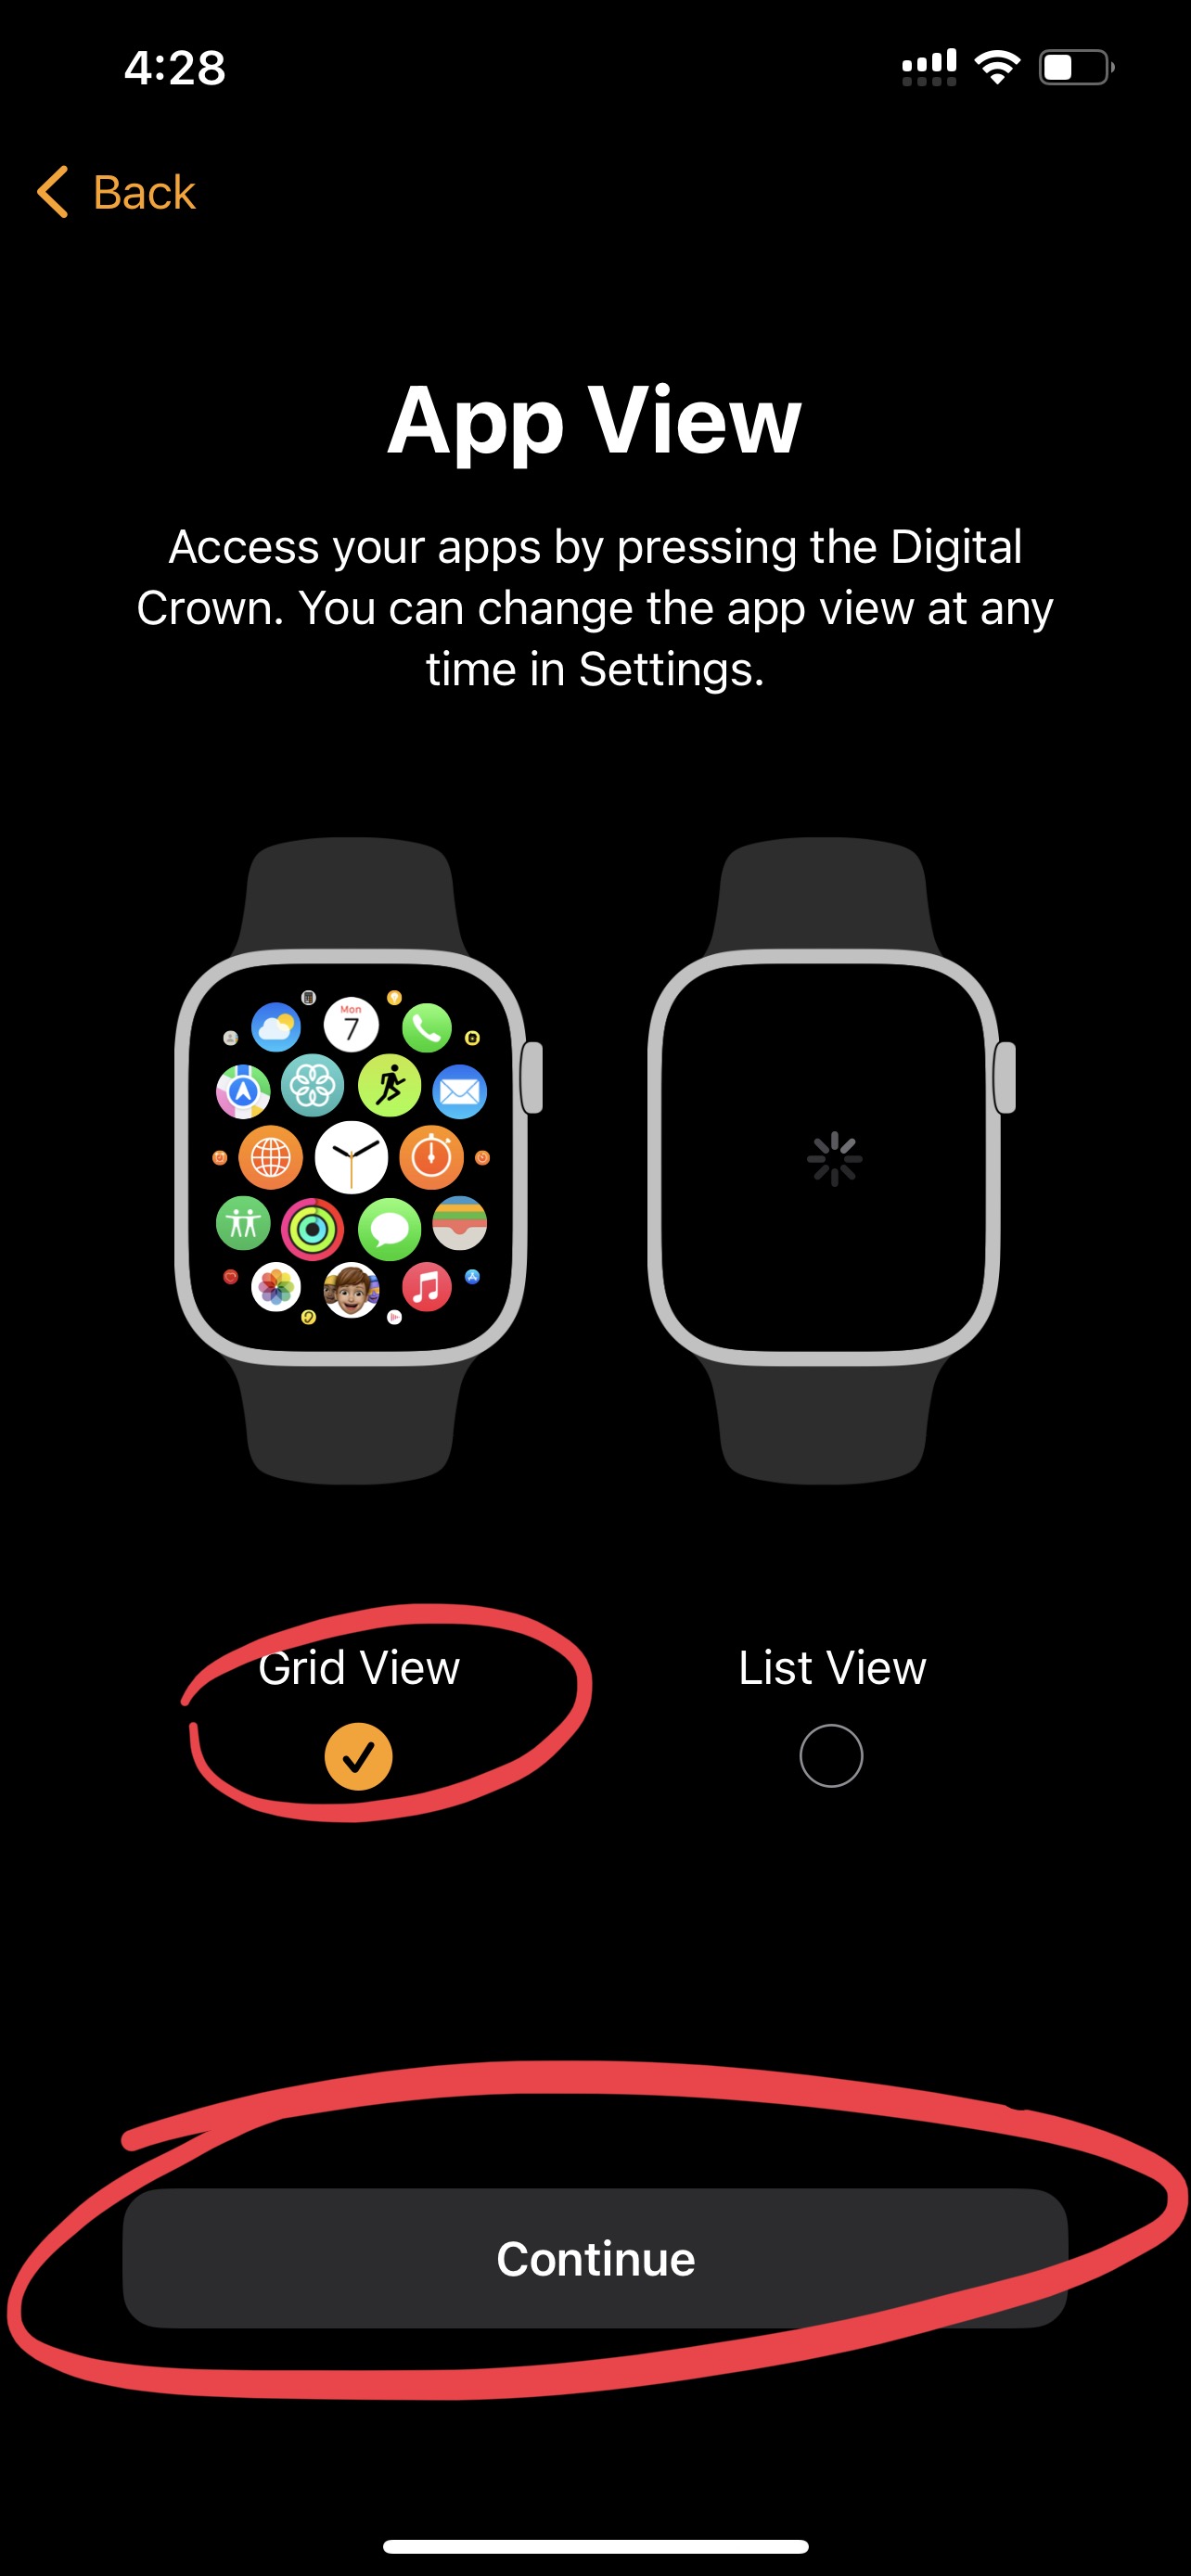 4:28
Back
App View
Access your apps by pressing the Digital
Crown. You can change the app view at any
time in Settings.
Mon
7
Grid View
List View
Continue